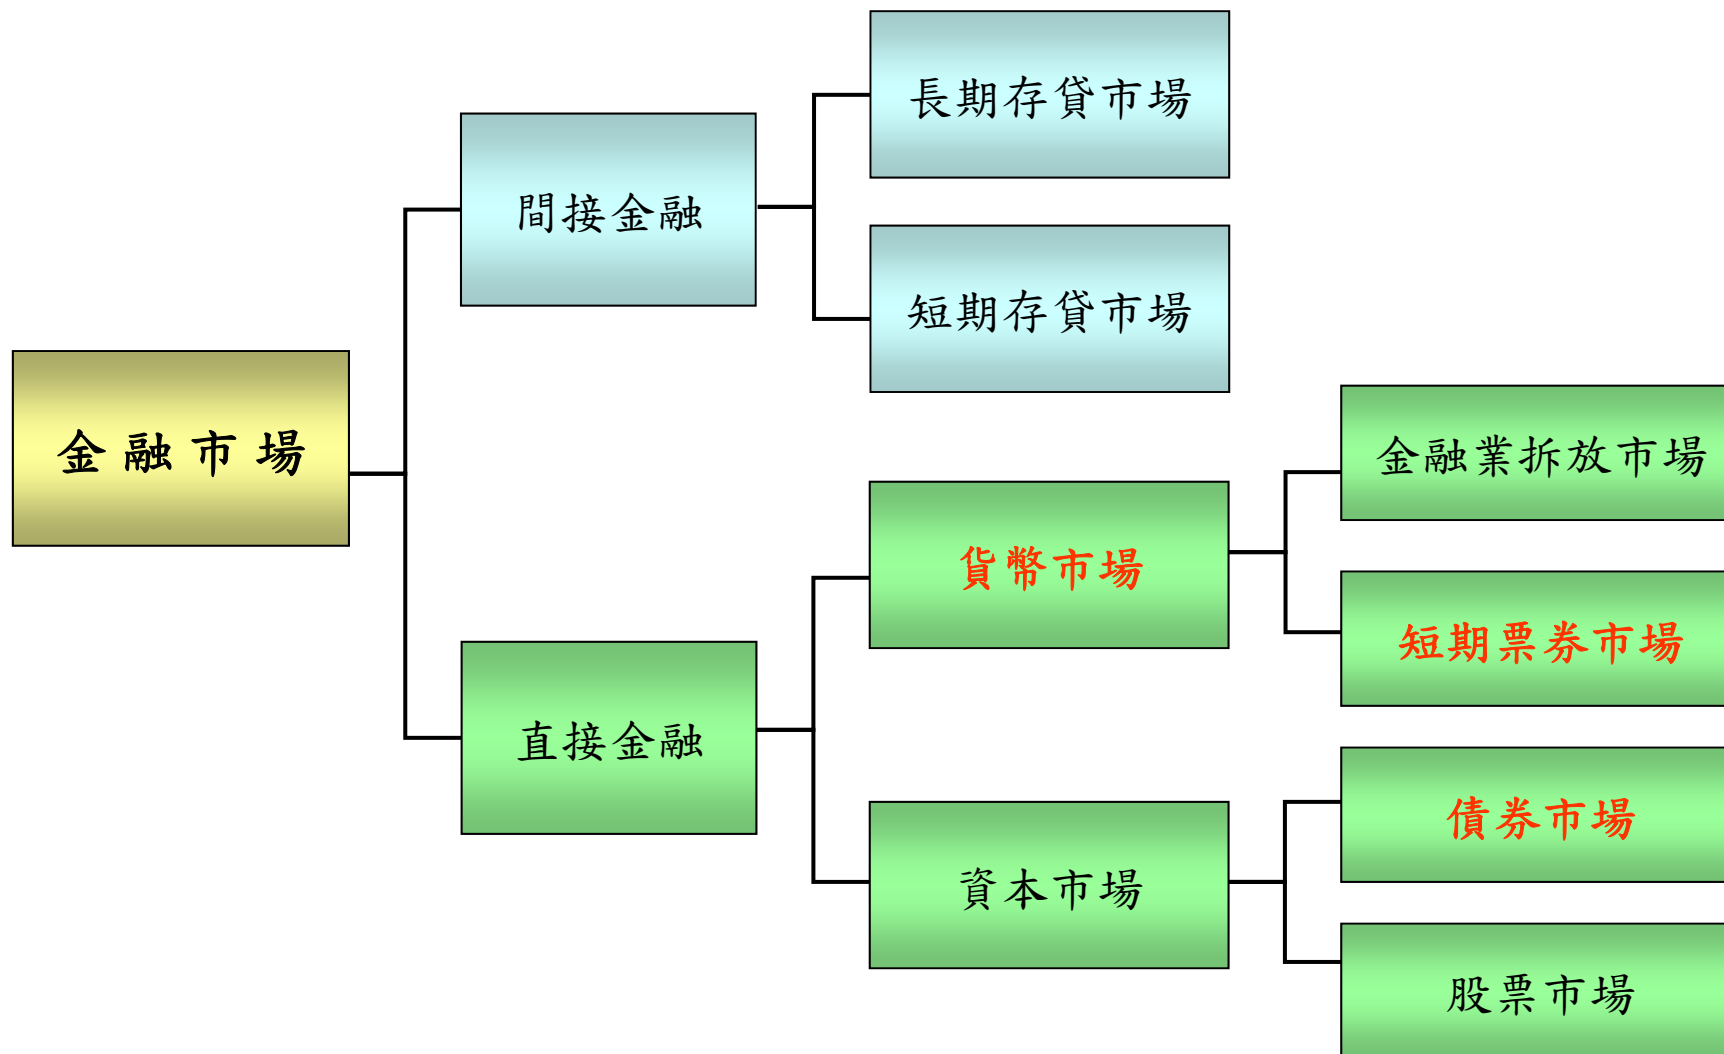 金融市場
間接金融
長期存貸市場
短期存貸市場
直接金融
貨幣市場
金融業拆放市場
短期票券市場
資本市場
債券市場
股票市場